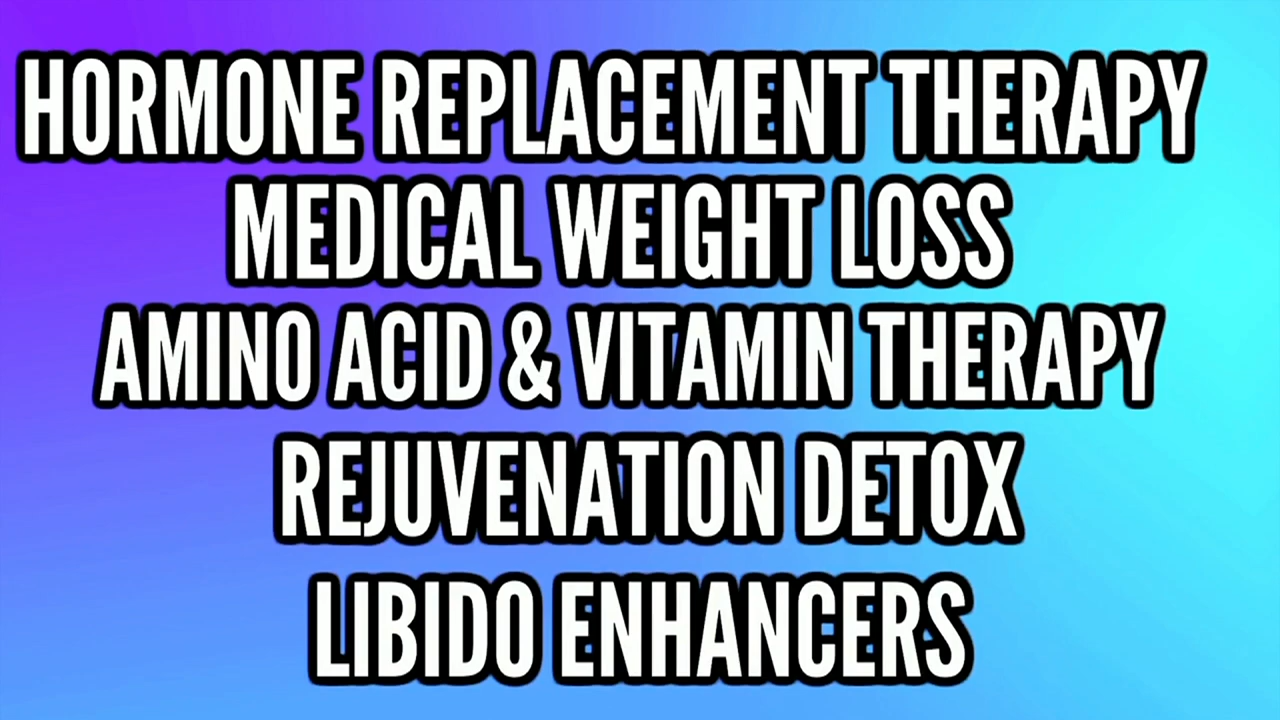 HORMONE REPLACEMENT THERAPY
MEDICAL WEIGHT LOSS
AMINO ACID & VITAMIN THERAPY
REJUVENATION DETOX
LIBIDO ENHANCERS